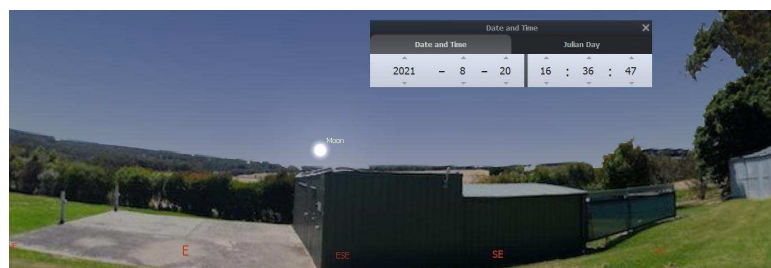 Date and Time
Date and Time Julian Day
2021 – 8 – 20 16 : 36 : 47
Moon
E ESE SE